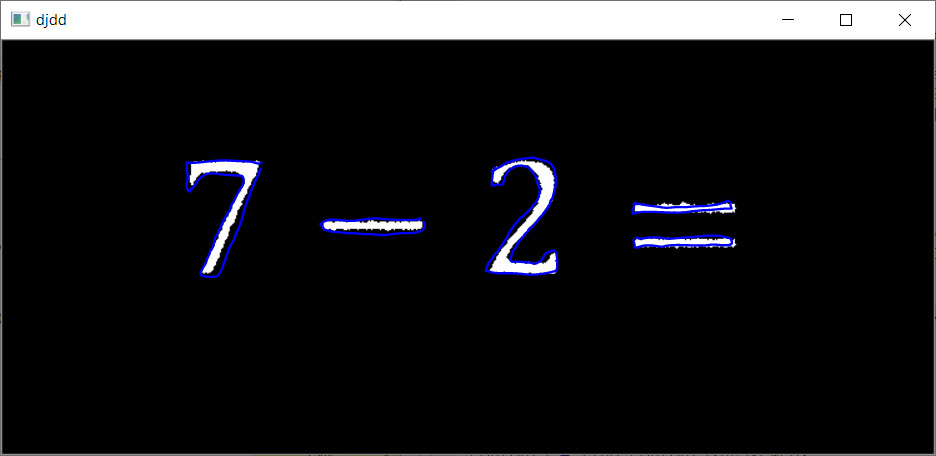 djdd
7 – 2 =